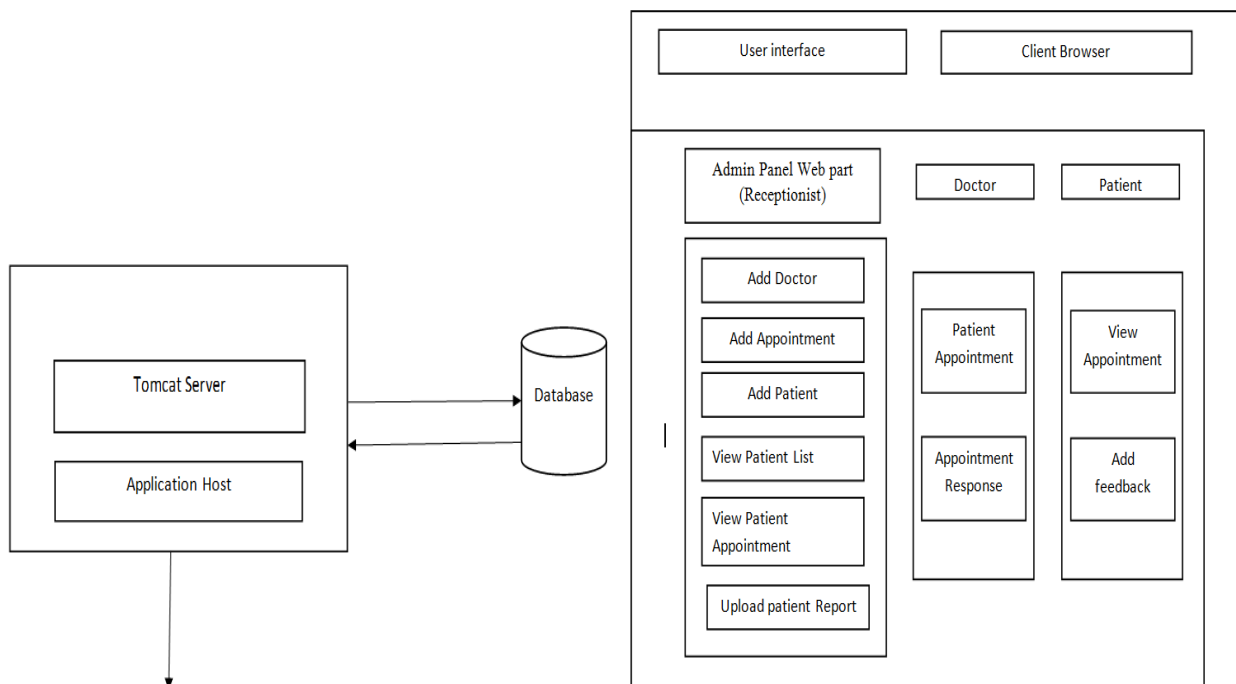 User interface
Client Browser
Admin Panel Web part
(Receptionist)
Doctor
Patient
Add Doctor
Add Appointment
Add Patient
View Patient List
View Patient
Appointment
Upload patient Report
Patient
Appointment
Appointment
Response
View
Appointment
Add
feedback
Tomcat Server
Application Host
Database